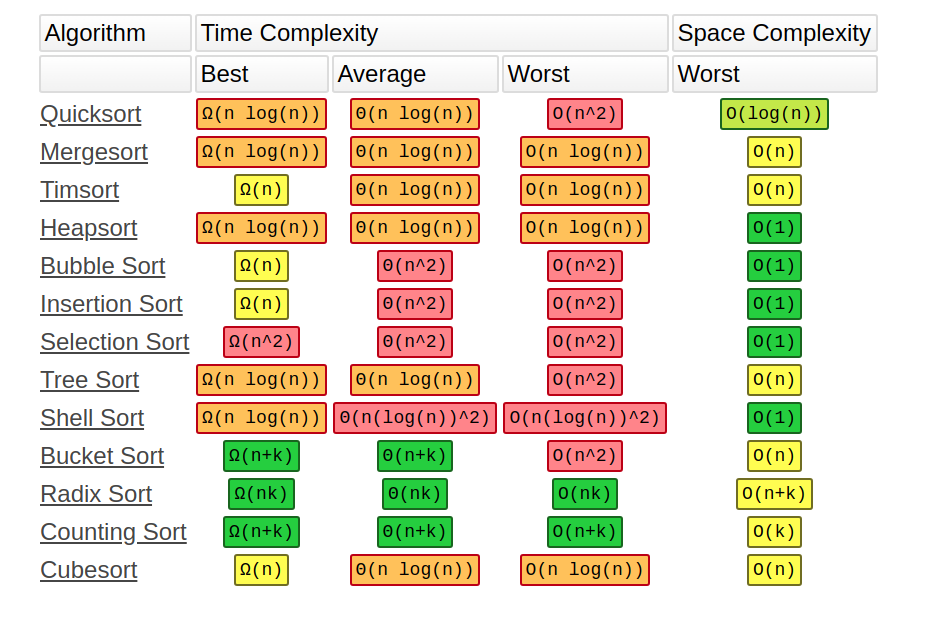 Algorithm Time Complexity Space Complexity
Best Average Worst Worst
Quicksort Ω(n log(n)) Θ(n log(n)) O(n^2) O(log(n))
Mergesort Ω(n log(n)) Θ(n log(n)) O(n log(n)) O(n)
Timsort Ω(n) Θ(n log(n)) O(n log(n)) O(n)
Heapsort Ω(n log(n)) Θ(n log(n)) O(n log(n)) O(1)
Bubble Sort Ω(n) Θ(n^2) O(n^2) O(1)
Insertion Sort Ω(n) Θ(n^2) O(n^2) O(1)
Selection Sort Ω(n^2) Θ(n^2) O(n^2) O(1)
Tree Sort Ω(n log(n)) Θ(n log(n)) O(n^2) O(n)
Shell Sort Ω(n log(n)) Θ(n(log(n))^2) O(n(log(n))^2) O(1)
Bucket Sort Ω(n+k) Θ(n+k) O(n^2) O(n)
Radix Sort Ω(nk) Θ(nk) O(nk) O(n+k)
Counting Sort Ω(n+k) Θ(n+k) O(n+k) O(k)
Cubesort Ω(n) Θ(n log(n)) O(n log(n)) O(n)